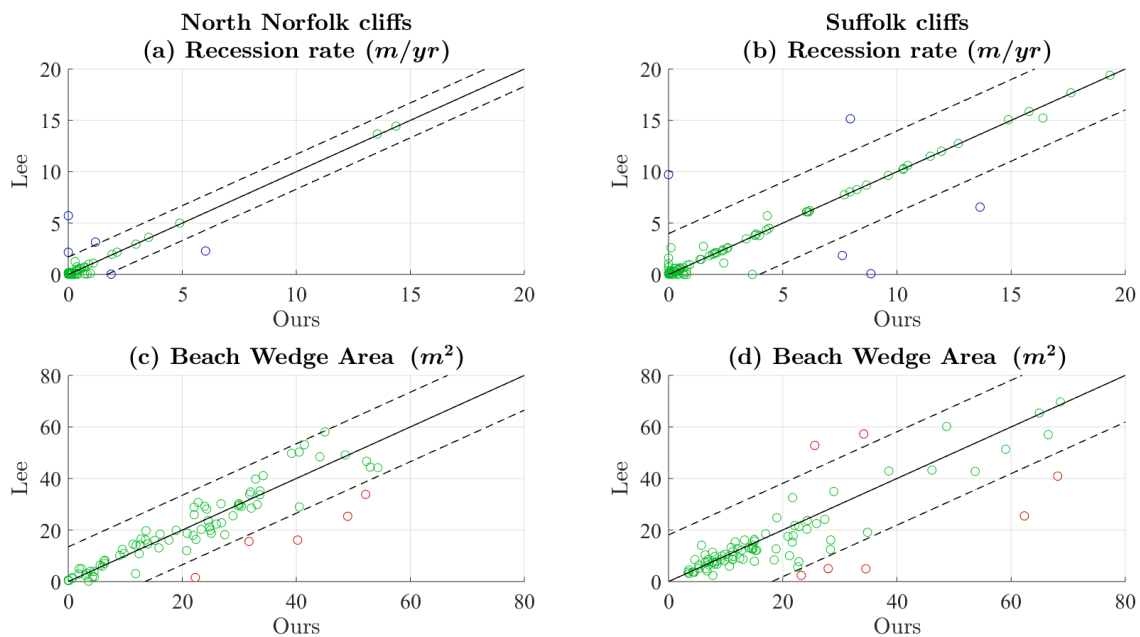 North Norfolk cliffs
(a) Recession rate (m/yr)
20
15
10
5
0
Lee
0 5 10 15 20
Ours
Suffolk cliffs
(b) Recession rate (m/yr)
20
15
10
5
0
Lee
0 5 10 15 20
Ours
(c) Beach Wedge Area (m²)
80
60
40
20
0
Lee
0 20 40 60 80
Ours
(d) Beach Wedge Area (m²)
80
60
40
20
0
Lee
0 20 40 60 80
Ours